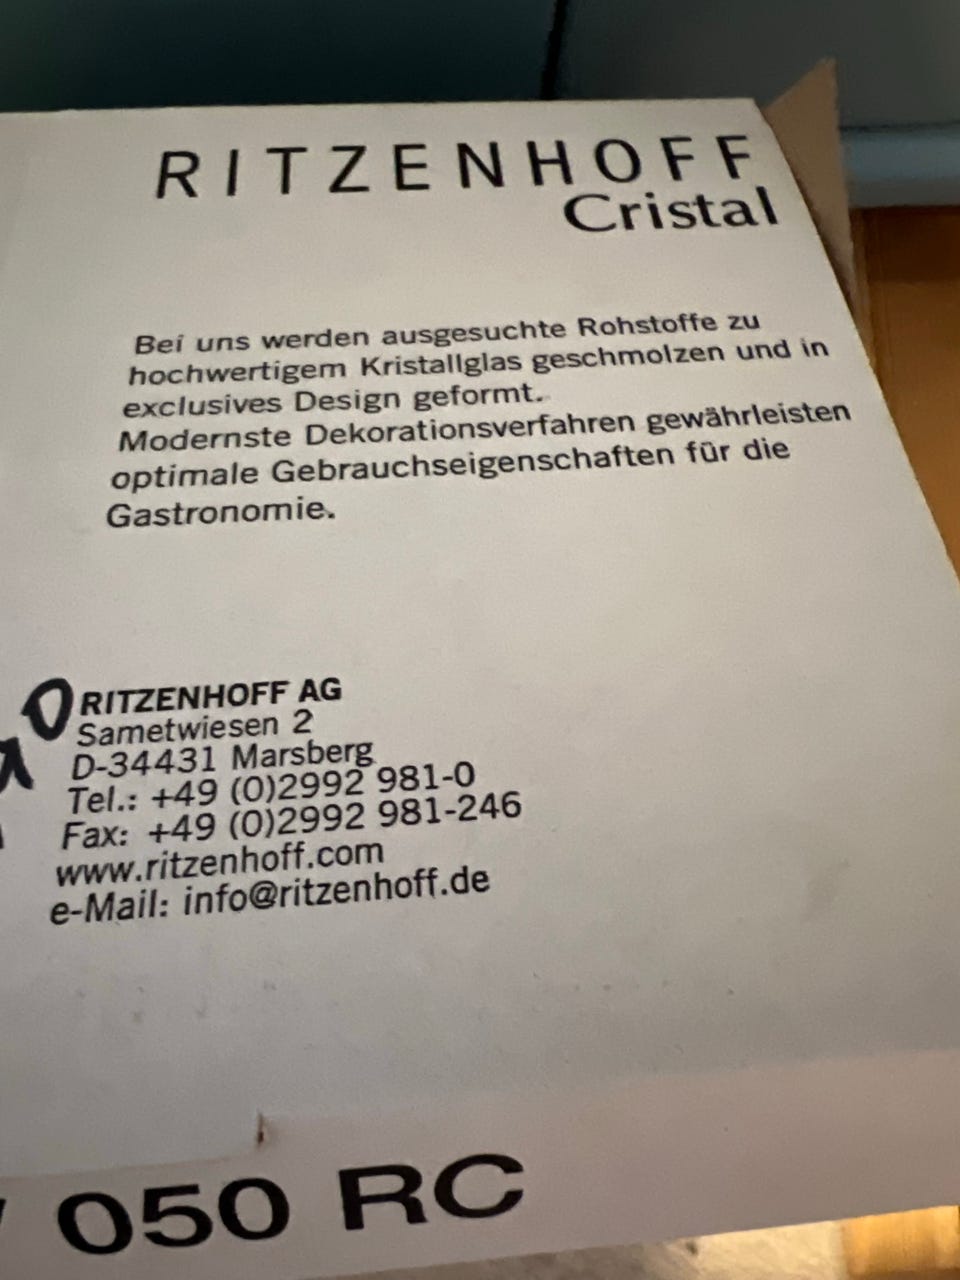 RITZENHOFF
Cristal
Bei uns werden ausgesuchte Rohstoffe zu
hochwertigem Kristallglas geschmolzen und in
exclusives Design geformt.
Modernste Dekorationsverfahren gewährleisten
optimale Gebrauchseigenschaften für die
Gastronomie.
RITZENHOFF AG
Sametwiesen 2
D-34431 Marsberg
Tel.: +49 (0)2992 981-0
Fax: +49 (0)2992 981-246
www.ritzenhoff.com
e-Mail: info@ritzenhoff.de
050 RC